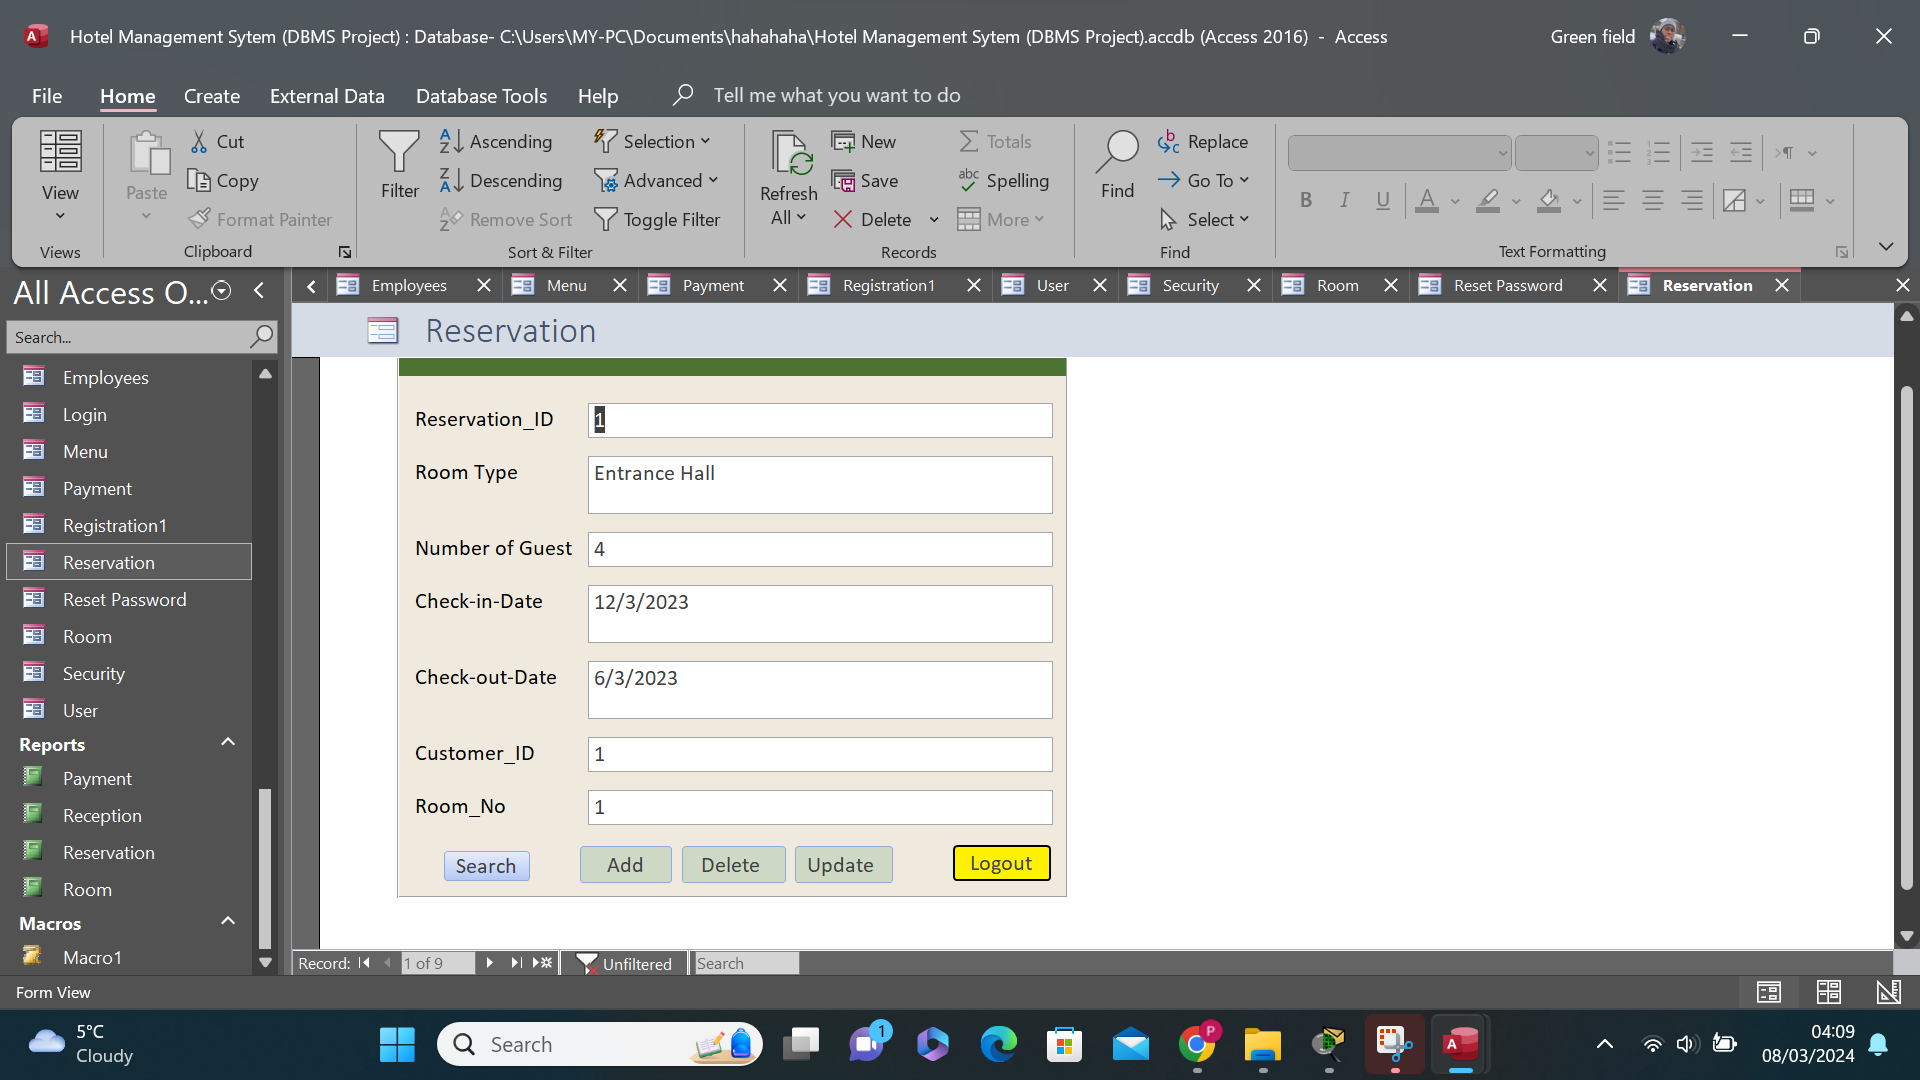 Hotel Management Sytem (DBMS Project) : Database- C:\Users\MY-PC\Documents\hahahaha\Hotel Management Sytem (DBMS Project).accdb (Access 2016) - Access
Green field
File Home Create External Data Database Tools Help Tell me what you want to do
View
Views
Paste
Cut
Copy
Format Painter
Clipboard
Filter
Ascending
Descending
Remove Sort
Selection
Advanced
Toggle Filter
Sort & Filter
Refresh
All
New
Save
Delete
Totals
Spelling
More
Records
Find
Replace
Go To
Select
Find
B I U A
Text Formatting
All Access O...
Search...
Employees
Login
Menu
Payment
Registration1
Reservation
Reset Password
Room
Security
User
Reports
Payment
Reception
Reservation
Room
Macros
Macro1
Employees Menu Payment Registration1 User Security Room Reset Password Reservation
Reservation
Reservation_ID 1
Room Type Entrance Hall
Number of Guest 4
Check-in-Date 12/3/2023
Check-out-Date 6/3/2023
Customer_ID 1
Room_No 1
Search Add Delete Update Logout
Record: 1 of 9 Unfiltered Search
Form View
5°C
Cloudy
Search
1
P
04:09
08/03/2024